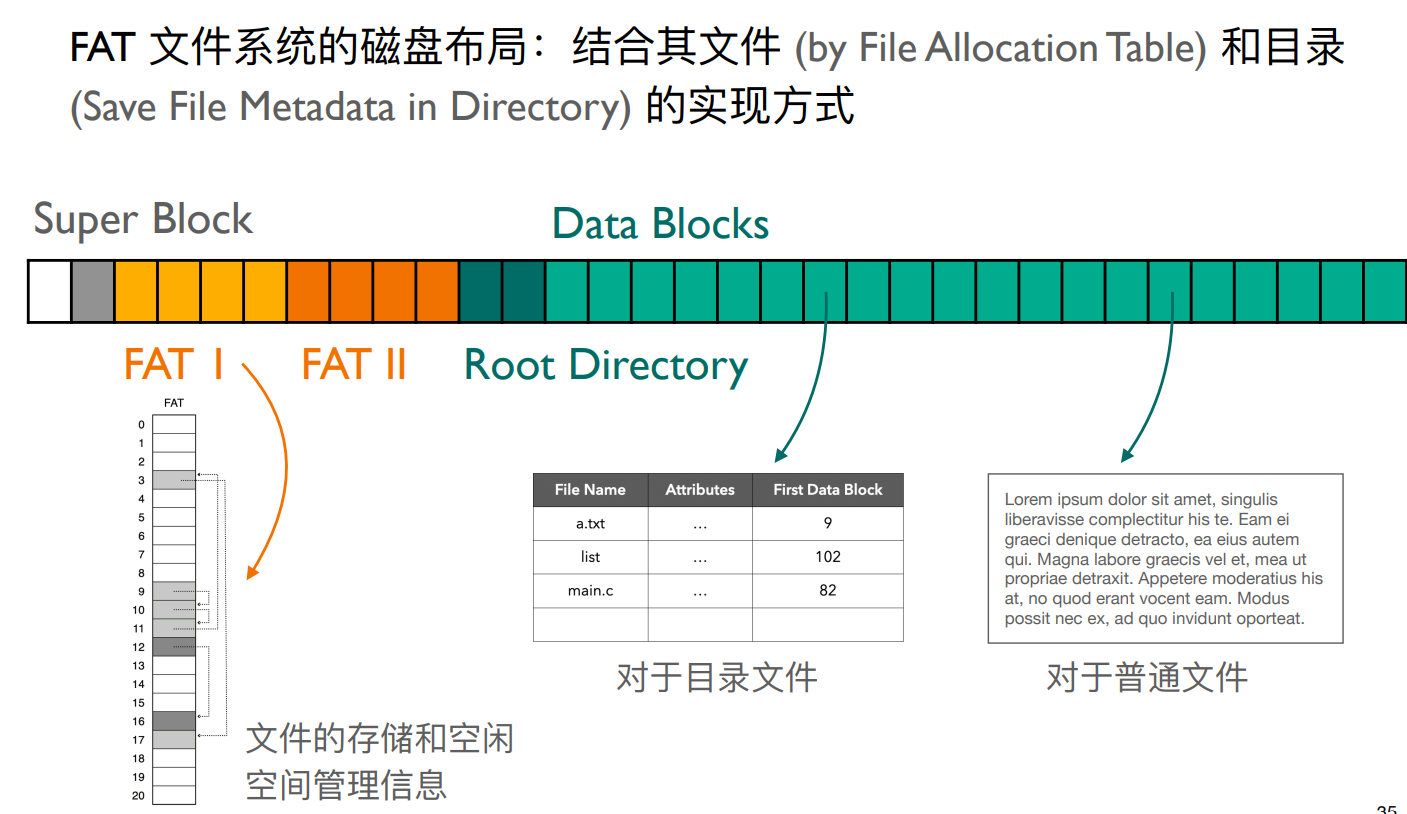 FAT 文件系统的磁盘布局：结合其文件 (by File Allocation Table) 和目录
(Save File Metadata in Directory) 的实现方式
Super Block
Data Blocks
FAT I
FAT II
Root Directory
FAT
0
1
2
3
4
5
6
7
8
9
10
11
12
13
14
15
16
17
18
19
20
文件的存储和空闲
空间管理信息
File Name Attributes First Data Block
a.txt ... 9
list ... 102
main.c ... 82
对于目录文件
Lorem ipsum dolor sit amet, singulis
liberavisse complectitur his te. Eam ei
graeci denique detracto, ea eius autem
qui. Magna labore graecis vel et, mea ut
propriae detraxit. Appetere moderatius his
at, no quod erant vocent eam. Modus
possit nec ex, ad quo invidunt oporteat.
对于普通文件
35